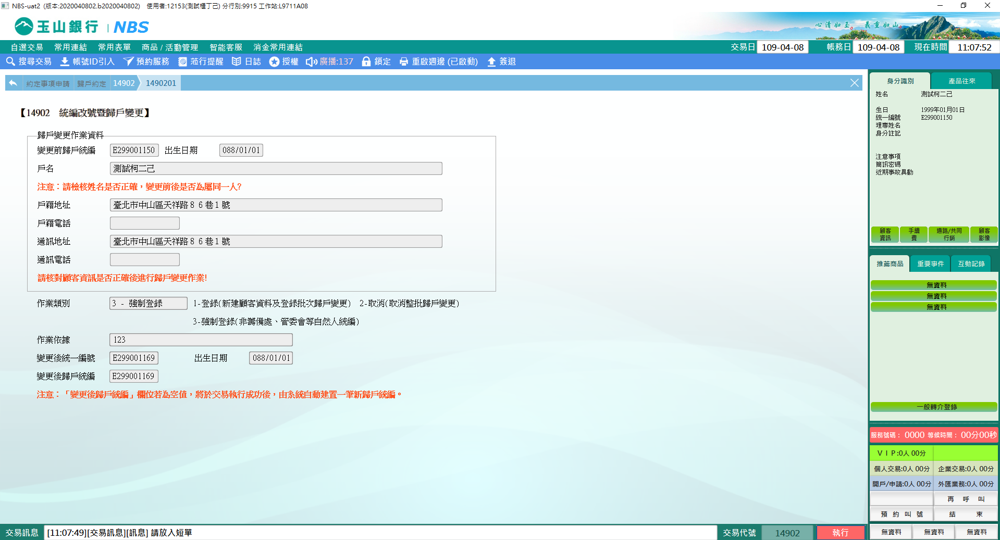 NBS-uat2 (版本:2020040802.b2020040802) 使用者:12153(測試櫃丁己) 分行別:9915 工作站:L9711A08
玉山銀行 | NBS
心清如玉 義重如山
自選交易 常用連結 常用表單 商品 / 活動管理 智能客服 消金常用連結 交易日 109-04-08 帳務日 109-04-08 現在時間 11:07:52
搜尋交易 帳號ID引入 預約服務 蒞行提醒 日誌 授權 廣播:137 鎖定 重啟週邊 (已啟動) 簽退
約定事項申請 歸戶約定 14902 1490201
【14902 統編改號暨歸戶變更】
歸戶變更作業資料
變更前歸戶統編 E299001150 出生日期 088/01/01
戶名 測試柯二己
注意：請檢核姓名是否正確，變更前後是否為屬同一人?
戶籍地址 臺北市中山區天祥路８６巷１號
戶籍電話
通訊地址 臺北市中山區天祥路８６巷１號
通訊電話
請核對顧客資訊是否正確後進行歸戶變更作業!
作業類別 3 - 強制登錄 1-登錄(新建顧客資料及登錄批次歸戶變更) 2-取消(取消整批歸戶變更)
3-強制登錄(非籌備處、管委會等自然人統編)
作業依據 123
變更後統一編號 E299001169 出生日期 088/01/01
變更後歸戶統編 E299001169
注意：「變更後歸戶統編」欄位若為空值，將於交易執行成功後，由系統自動建置一筆新歸戶統編。
身分識別 產品往來
姓名 測試柯二己
生日 1999年01月01日
統一編號 E299001150
理專姓名
身分註記
注意事項
簡訊密碼
近期事故異動
顧客資訊 手續費 通路/共同行銷 顧客影像
推薦商品 重要事件 互動記錄
無資料
無資料
無資料
一般轉介登錄
服務號碼： 0000 等候時間： 00分00秒
ＶＩＰ:0人 00分
個人交易:0人 00分 企業交易:0人 00分
開戶/申請:0人 00分 外匯業務:0人 00分
再 呼 叫
預 約 叫 號 結 束
無資料 無資料 無資料
交易訊息 [11:07:49][交易訊息][訊息] 請放入短單 交易代號 14902 執行